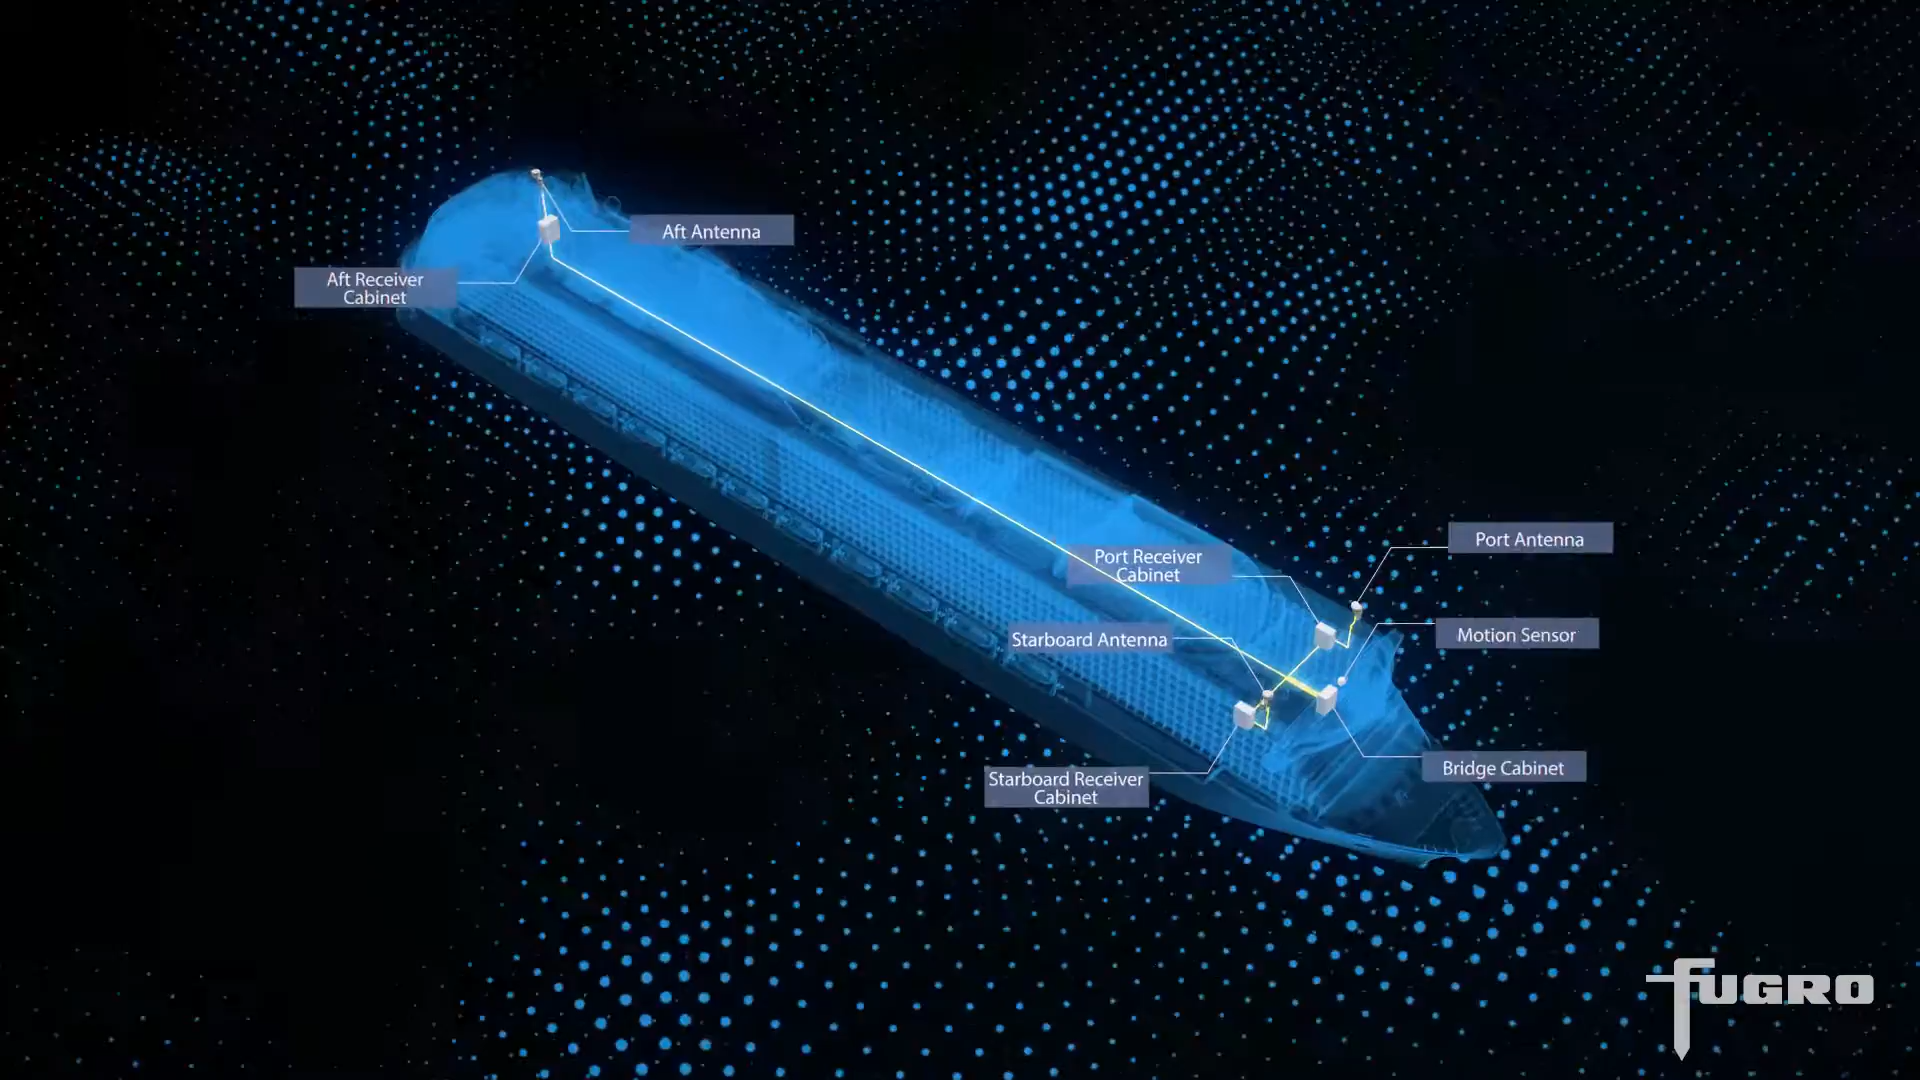 Aft Antenna
Aft Receiver
Cabinet
Port Antenna
Port Receiver
Cabinet
Starboard Antenna
Motion Sensor
Bridge Cabinet
Starboard Receiver
Cabinet
FUGRO